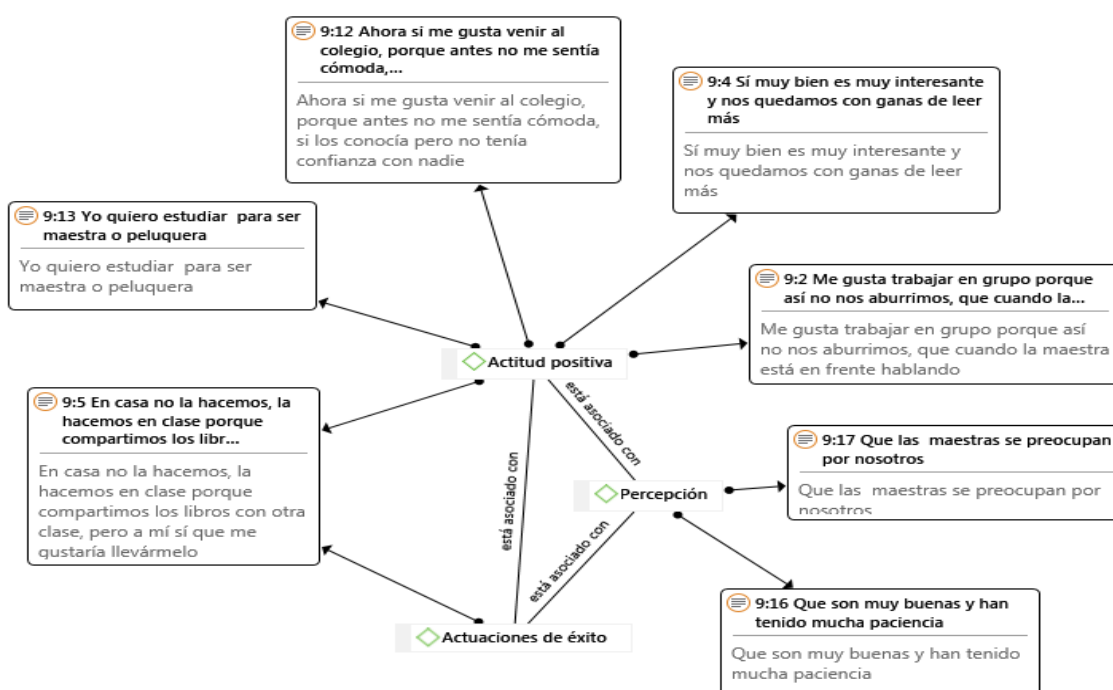 9:12 Ahora si me gusta venir al
colegio, porque antes no me sentía
cómoda,...
Ahora si me gusta venir al colegio,
porque antes no me sentía cómoda,
si los conocía pero no tenía
confianza con nadie
9:4 Sí muy bien es muy interesante
y nos quedamos con ganas de leer
más
Sí muy bien es muy interesante y
nos quedamos con ganas de leer
más
9:13 Yo quiero estudiar  para ser
maestra o peluquera
Yo quiero estudiar  para ser
maestra o peluquera
9:2 Me gusta trabajar en grupo porque
así no nos aburrimos, que cuando la...
Me gusta trabajar en grupo porque así
no nos aburrimos, que cuando la maestra
está en frente hablando
Actitud positiva
está asociado con
está asociado con
está asociado con
9:5 En casa no la hacemos, la
hacemos en clase porque
compartimos los libr...
En casa no la hacemos, la
hacemos en clase porque
compartimos los libros con otra
clase, pero a mí sí que me
gustaría llevármelo
9:17 Que las  maestras se preocupan
por nosotros
Que las  maestras se preocupan por
nosotros
Percepción
Actuaciones de éxito
9:16 Que son muy buenas y han
tenido mucha paciencia
Que son muy buenas y han tenido
mucha paciencia